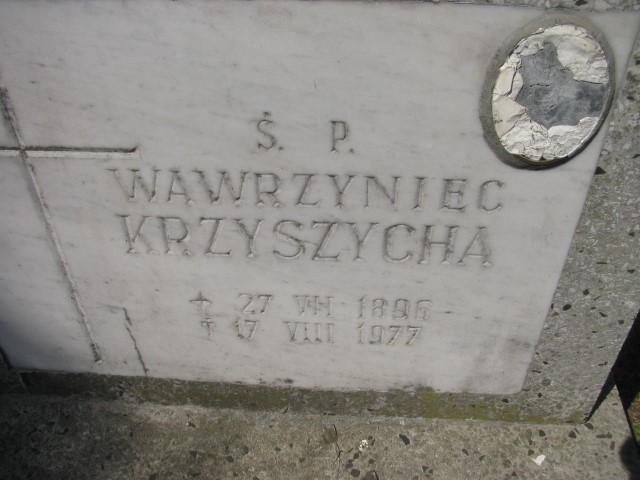 Ś. P.
WAWRZYNIEC
KRZYSZYCHA
27 VII 1896
17 VIII 1977